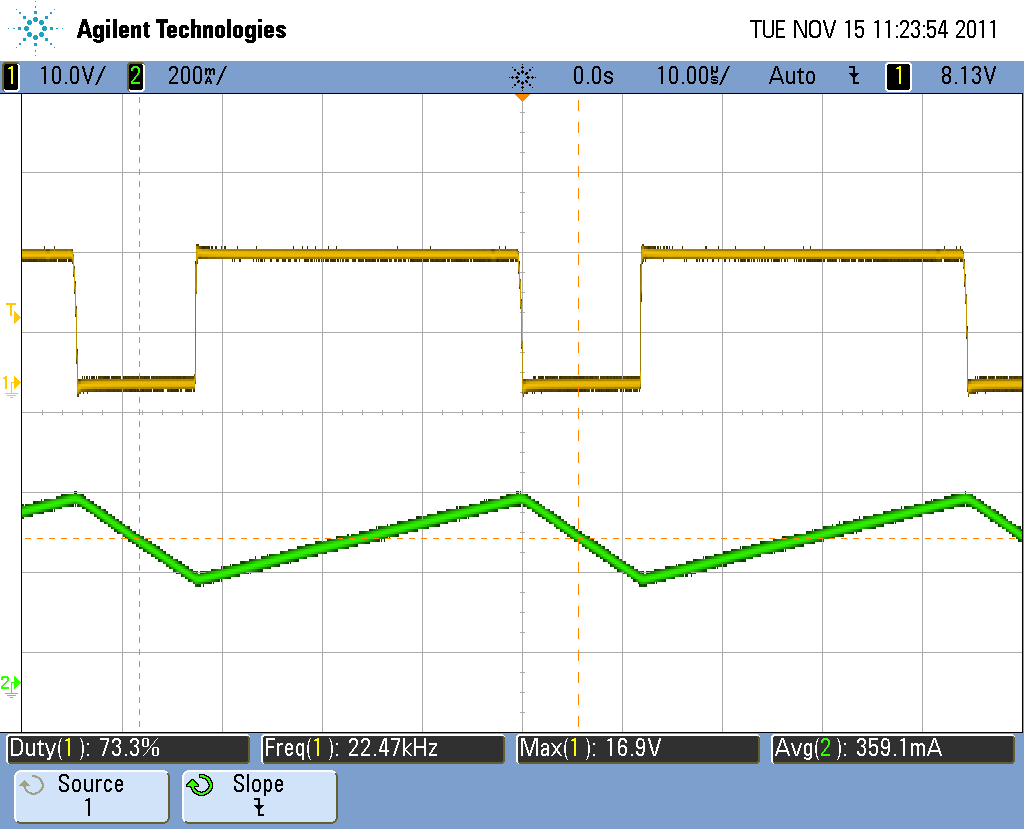 Agilent Technologies TUE NOV 15 11:23:54 2011
1 10.0V/ 2 200m/ 0.0s 10.00µs/ Auto 1 8.13V
T
1
2
Duty(1): 73.3% Freq(1): 22.47kHz Max(1): 16.9V Avg(2): 359.1mA
Source Slope
1